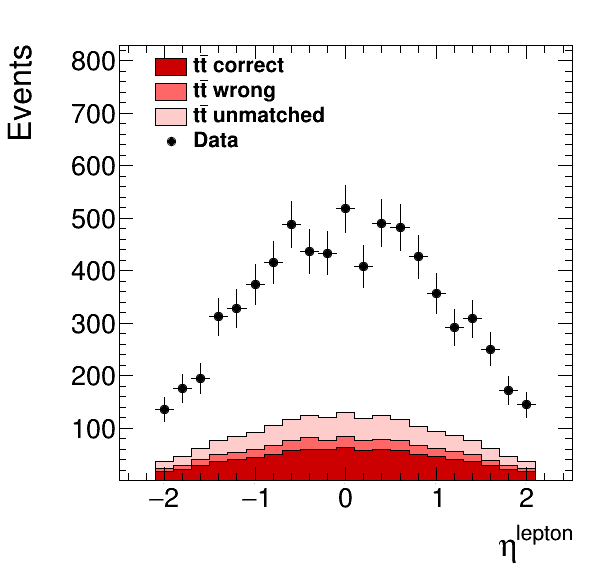 Events
800
700
600
500
400
300
200
100
tt̄ correct
tt̄ wrong
tt̄ unmatched
Data
−2 −1 0 1 2
η^lepton